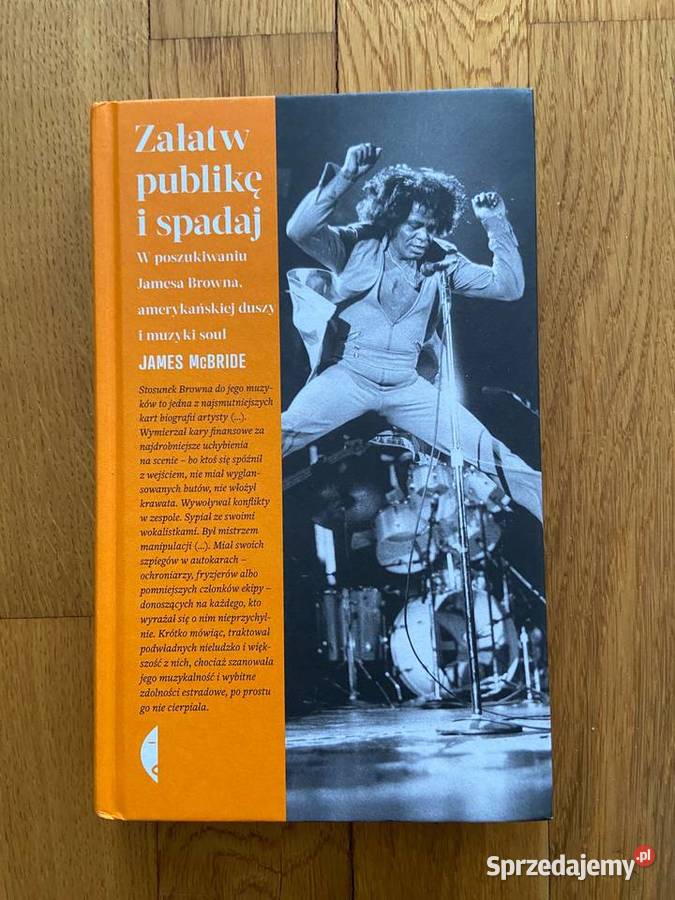 Załatw
publikę
i spadaj
W poszukiwaniu
Jamesa Browna,
amerykańskiej duszy
i muzyki soul
JAMES McBRIDE
Stosunek Browna do jego muzy-
ków to jedna z najsmutniejszych
kart biografii artysty (...).
Wymierzał kary finansowe za
najdrobniejsze uchybienia
na scenie – bo ktoś się spóźnił
z wejściem, nie miał wyglan-
sowanych butów, nie włożył
krawata. Wywoływał konflikty
w zespole. Sypiał ze swoimi
wokalistkami. Był mistrzem
manipulacji (...). Miał swoich
szpiegów w autokarach –
ochroniarzy, fryzjerów albo
pomniejszych członków ekipy –
donoszących na każdego, kto
wyrażał się o nim nieprzychyl-
nie. Krótko mówiąc, traktował
podwładnych nieludzko i więk-
szość z nich, chociaż szanowała
jego muzykalność i wybitne
zdolności estradowe, po prostu
go nie cierpiała.
Sprzedajemy.pl